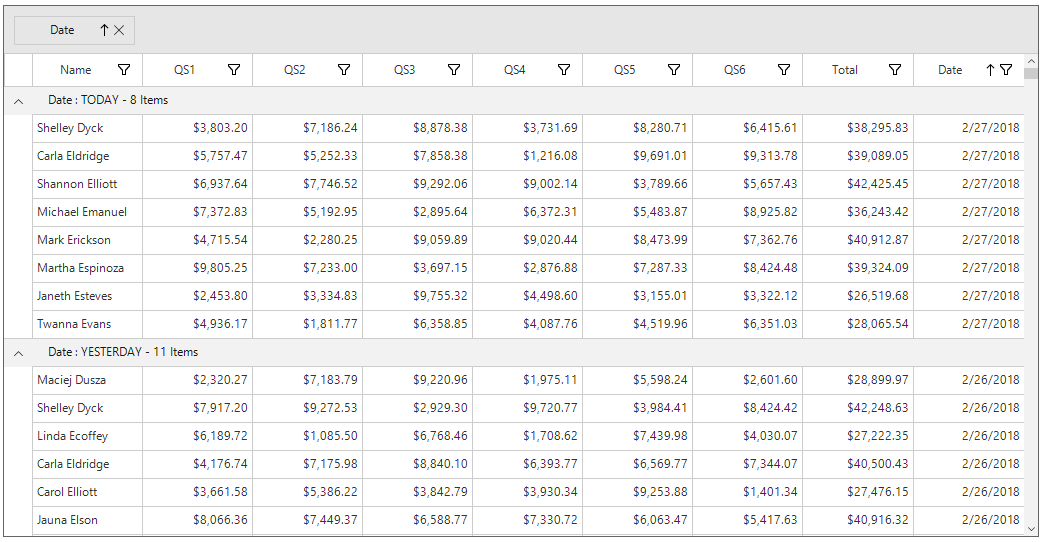 Date
Name QS1 QS2 QS3 QS4 QS5 QS6 Total Date
Date : TODAY - 8 Items
Shelley Dyck $3,803.20 $7,186.24 $8,878.38 $3,731.69 $8,280.71 $6,415.61 $38,295.83 2/27/2018
Carla Eldridge $5,757.47 $5,252.33 $7,858.38 $1,216.08 $9,691.01 $9,313.78 $39,089.05 2/27/2018
Shannon Elliott $6,937.64 $7,746.52 $9,292.06 $9,002.14 $3,789.66 $5,657.43 $42,425.45 2/27/2018
Michael Emanuel $7,372.83 $5,192.95 $2,895.64 $6,372.31 $5,483.87 $8,925.82 $36,243.42 2/27/2018
Mark Erickson $4,715.54 $2,280.25 $9,059.89 $9,020.44 $8,473.99 $7,362.76 $40,912.87 2/27/2018
Martha Espinoza $9,805.25 $7,233.00 $3,697.15 $2,876.88 $7,287.33 $8,424.48 $39,324.09 2/27/2018
Janeth Esteves $2,453.80 $3,334.83 $9,755.32 $4,498.60 $3,155.01 $3,322.12 $26,519.68 2/27/2018
Twanna Evans $4,936.17 $1,811.77 $6,358.85 $4,087.76 $4,519.96 $6,351.03 $28,065.54 2/27/2018
Date : YESTERDAY - 11 Items
Maciej Dusza $2,320.27 $7,183.79 $9,220.96 $1,975.11 $5,598.24 $2,601.60 $28,899.97 2/26/2018
Shelley Dyck $7,917.20 $9,272.53 $2,929.30 $9,720.77 $3,984.41 $8,424.42 $42,248.63 2/26/2018
Linda Ecoffey $6,189.72 $1,085.50 $6,768.46 $1,708.62 $7,439.98 $4,030.07 $27,222.35 2/26/2018
Carla Eldridge $4,176.74 $7,175.98 $8,840.10 $6,393.77 $6,569.77 $7,344.07 $40,500.43 2/26/2018
Carol Elliott $3,661.58 $5,386.22 $3,842.79 $3,930.34 $9,253.88 $1,401.34 $27,476.15 2/26/2018
Jauna Elson $8,066.36 $7,449.37 $6,588.77 $7,330.72 $6,063.47 $5,417.63 $40,916.32 2/26/2018